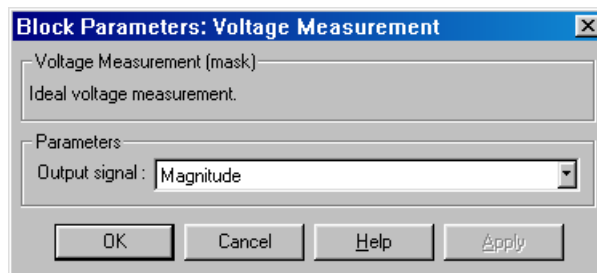 Block Parameters: Voltage Measurement
Voltage Measurement (mask)
Ideal voltage measurement.
Parameters
Output signal : Magnitude
OK Cancel Help Apply